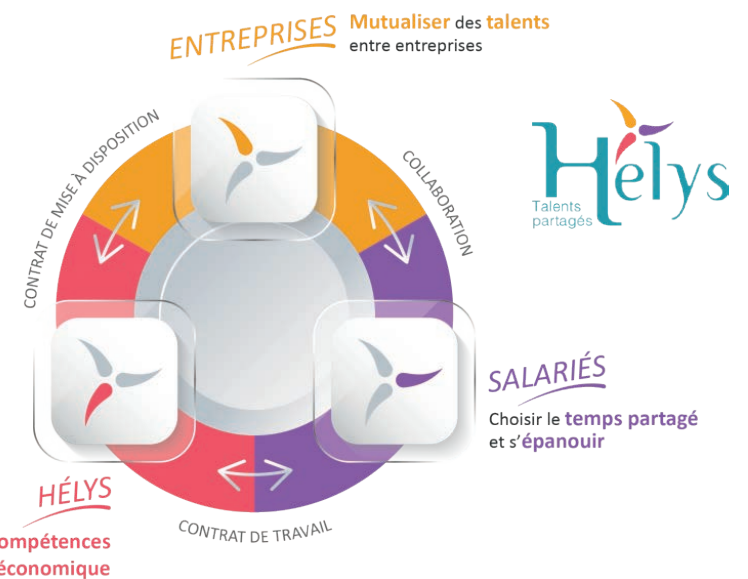 ENTREPRISES
Mutualiser des talents
entre entreprises
CONTRAT DE MISE À DISPOSITION
COLLABORATION
Hélys
Talents
partagés
SALARIÉS
Choisir le temps partagé
et s'épanouir
HÉLYS
ompétences
économique
CONTRAT DE TRAVAIL